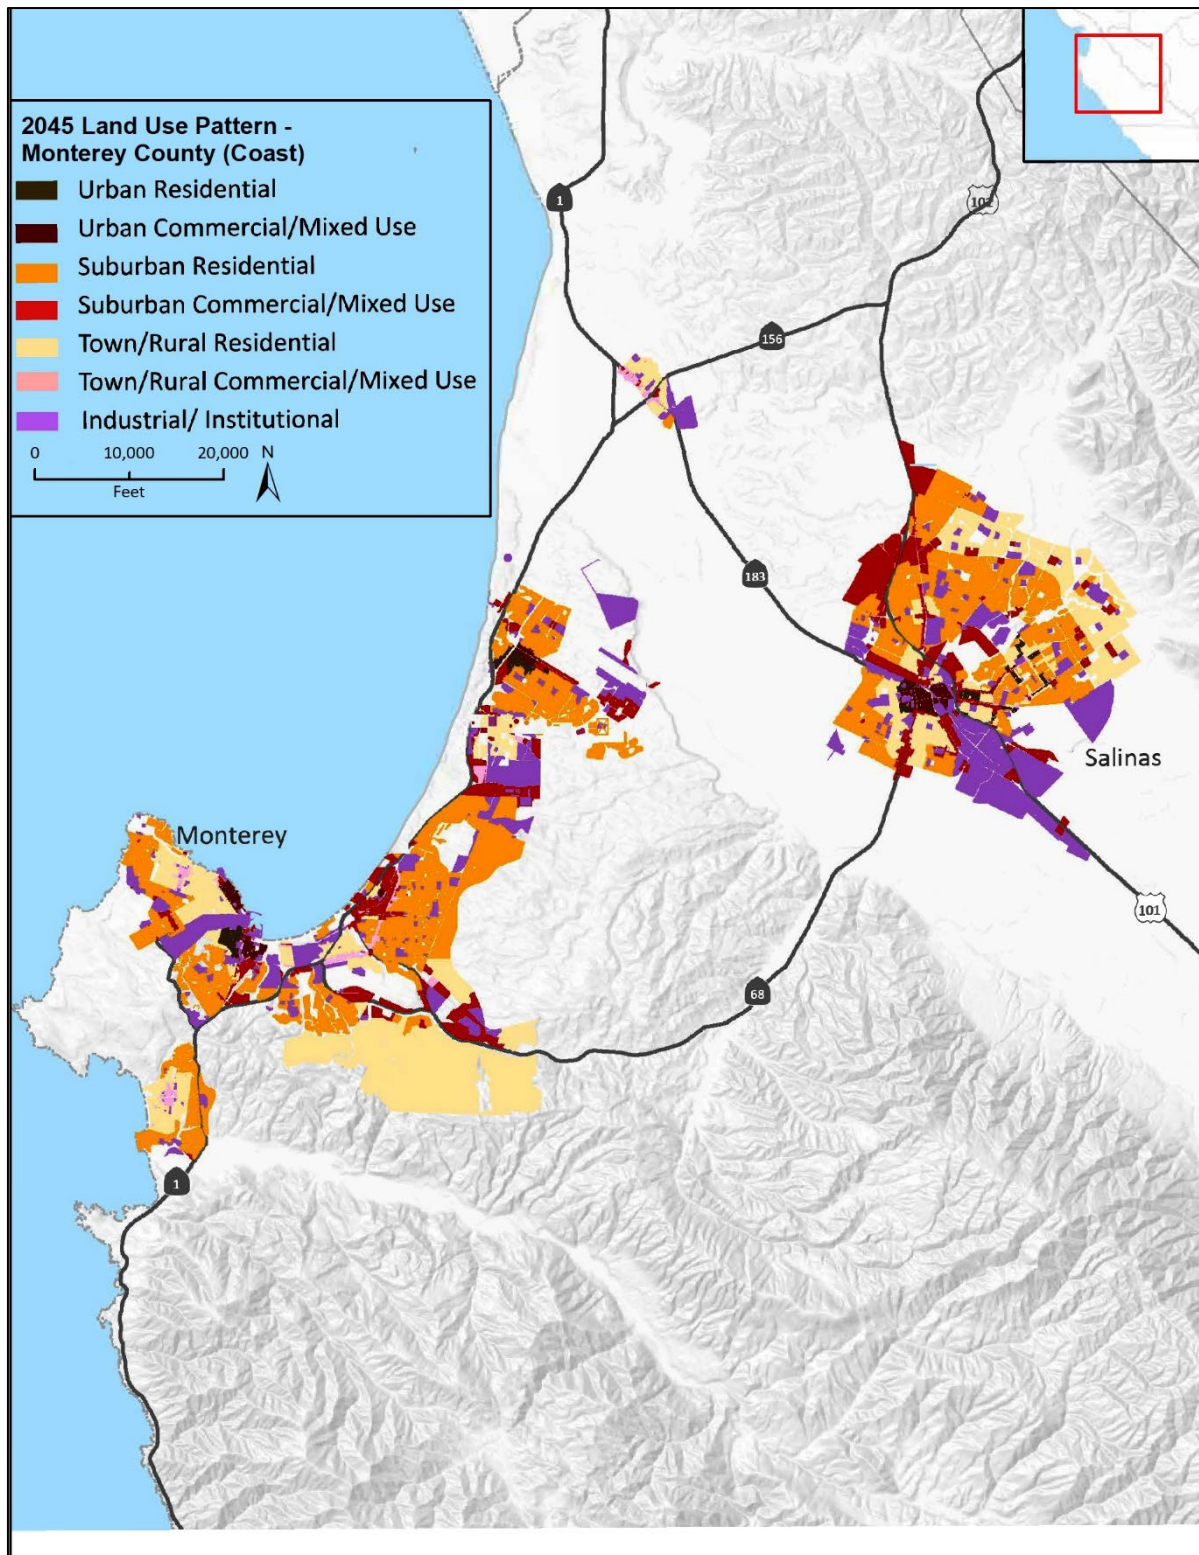 2045 Land Use Pattern -
Monterey County (Coast)
Urban Residential
Urban Commercial/Mixed Use
Suburban Residential
Suburban Commercial/Mixed Use
Town/Rural Residential
Town/Rural Commercial/Mixed Use
Industrial/ Institutional
0 10,000 20,000 N
Feet
1
101
156
183
Salinas
Monterey
101
68
1